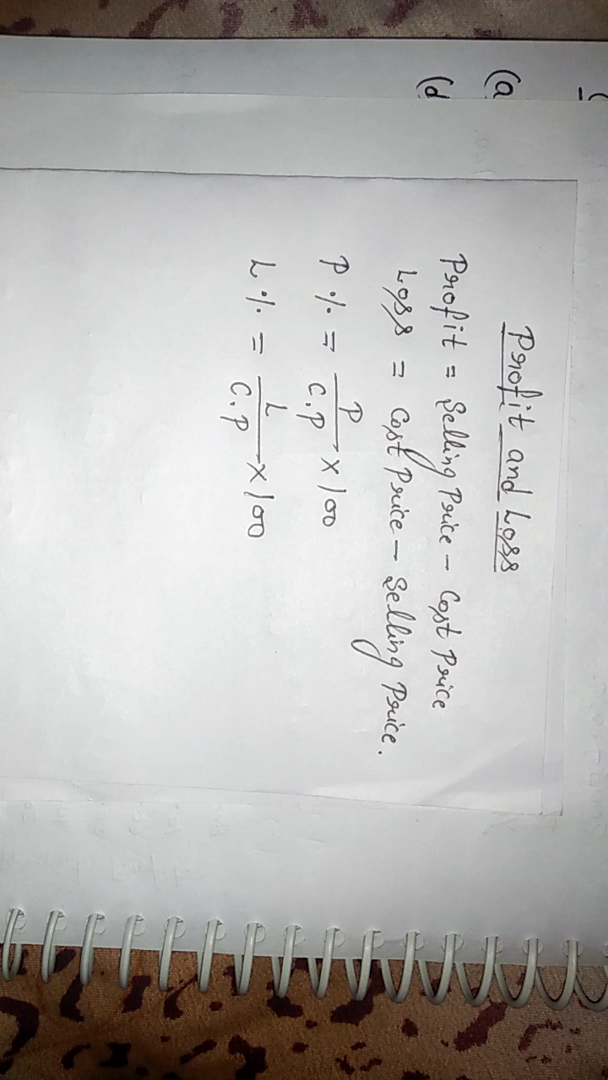 (a
(d
Profit and Loss
Profit = Selling Price - Cost Price
Loss = Cost Price - Selling Price.
P % = P/C.P × 100
L % = L/C.P × 100